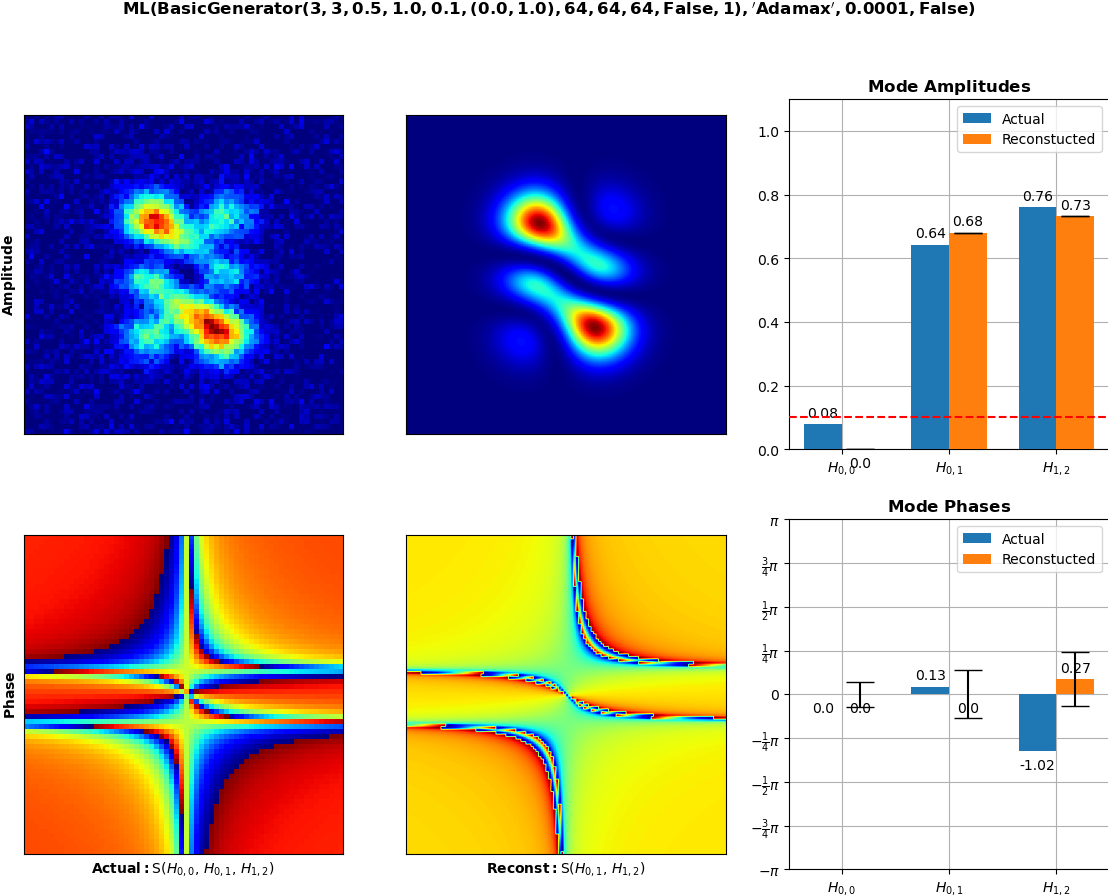 ML(BasicGenerator(3, 3, 0.5, 1.0, 0.1, (0.0, 1.0), 64, 64, 64, False, 1), ′Adamax′, 0.0001, False)
Amplitude
Mode Amplitudes
Actual
Reconstucted
1.0
0.8
0.6
0.4
0.2
0.0
0.08
0.0
0.64
0.68
0.76
0.73
H0,0
H0,1
H1,2
Phase
Actual: S(H0,0, H0,1, H1,2)
Reconst: S(H0,1, H1,2)
Mode Phases
Actual
Reconstucted
π
3/4π
1/2π
1/4π
0
−1/4π
−1/2π
−3/4π
−π
0.0
0.0
0.13
0.0
-1.02
0.27
H0,0
H0,1
H1,2